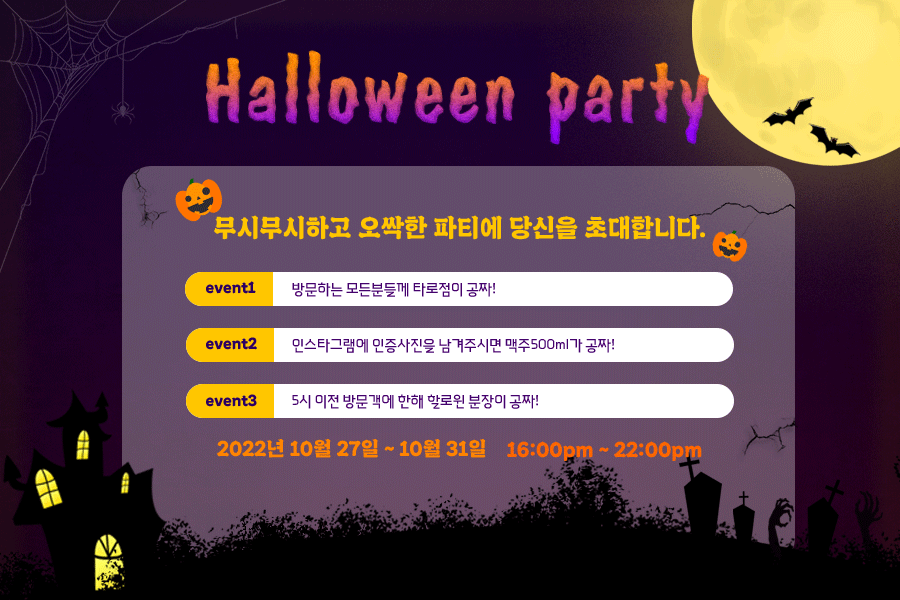 Halloween party
무시무시하고 오싹한 파티에 당신을 초대합니다.
event1 방문하는 모든분들께 타로점이 공짜!
event2 인스타그램에 인증사진을 남겨주시면 맥주500ml가 공짜!
event3 5시 이전 방문객에 한해 할로윈 분장이 공짜!
2022년 10월 27일 ~ 10월 31일 16:00pm ~ 22:00pm